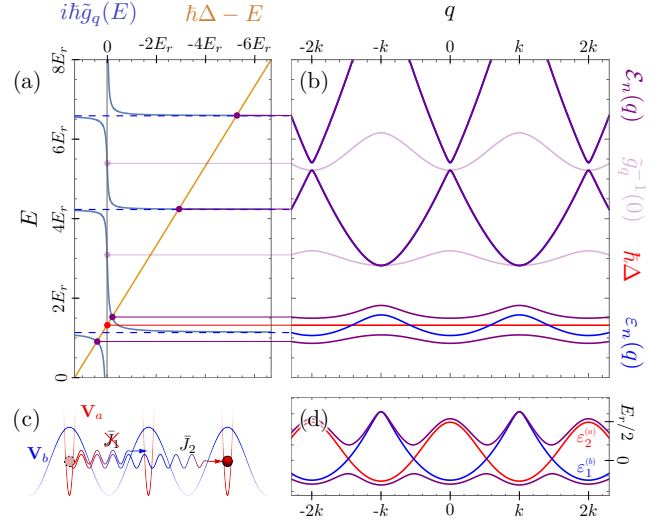 iℏg̃_q(E) ℏΔ − E q
0 -2E_r -4E_r -6E_r -2k -k 0 k 2k
(a) (b)
8E_r
6E_r
4E_r
2E_r
0
E
ℰ_n(q)
g̃_q^{-1}(0)
ℏΔ
ε_n(q)
(c) V_a V_b J̄_1 J̄_2
(d) ε_2^{(a)} ε_1^{(b)}
E_r/2
0
-2k -k 0 k 2k